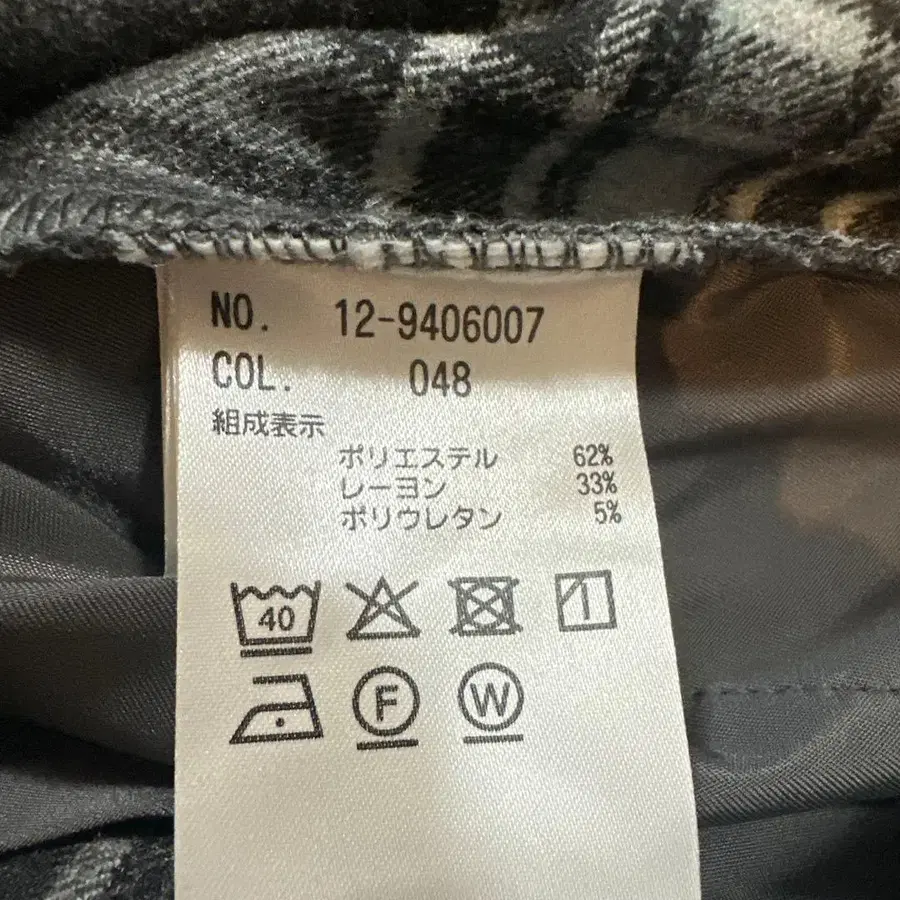 NO. 12-9406007
COL. 048
組成表示
ポリエステル 62%
レーヨン 33%
ポリウレタン 5%
40
F W